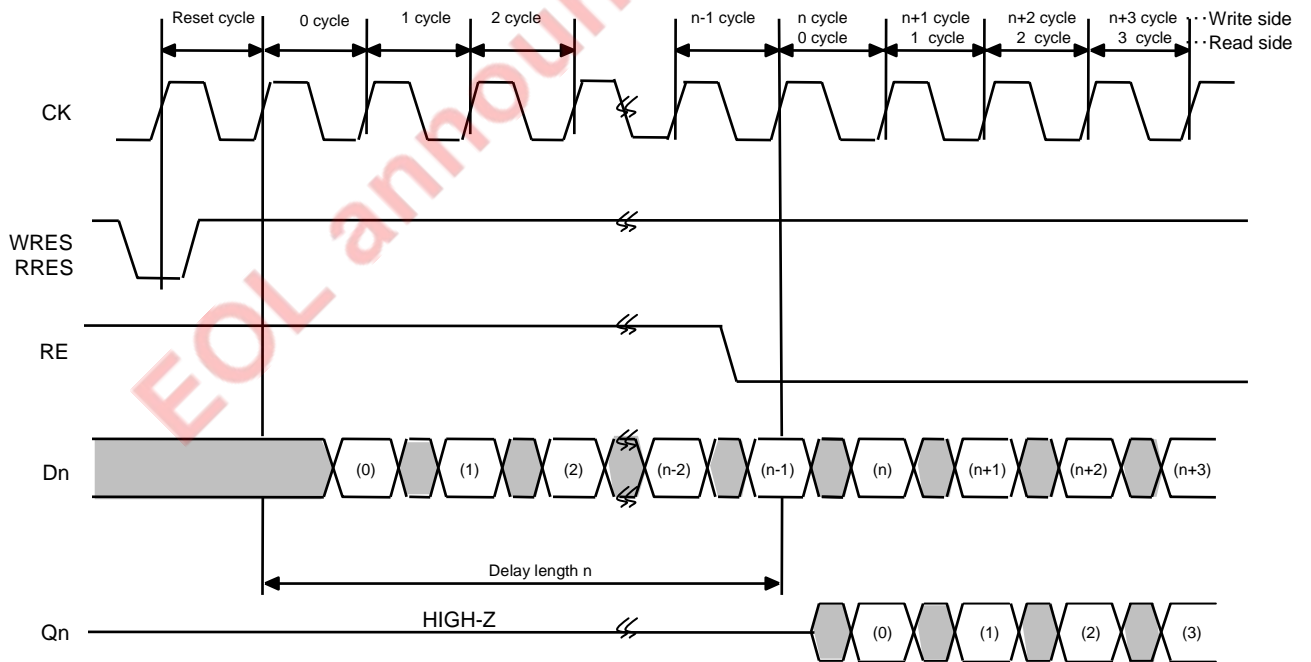 Reset cycle 0 cycle 1 cycle 2 cycle n-1 cycle n cycle n+1 cycle n+2 cycle n+3 cycle ···Write side
0 cycle 1 cycle 2 cycle 3 cycle ···Read side
CK
WRES
RRES
RE
Dn (0) (1) (2) (n-2) (n-1) (n) (n+1) (n+2) (n+3)
Delay length n
HIGH-Z
Qn (0) (1) (2) (3)
EOL